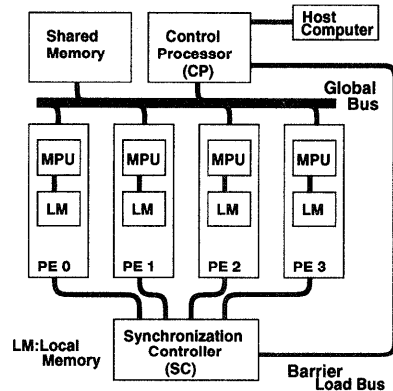 Shared
Memory
Control
Processor
(CP)
Host
Computer
Global
Bus
MPU
MPU
MPU
MPU
LM
LM
LM
LM
PE 0
PE 1
PE 2
PE 3
LM:Local
Memory
Synchronization
Controller
(SC)
Barrier
Load Bus